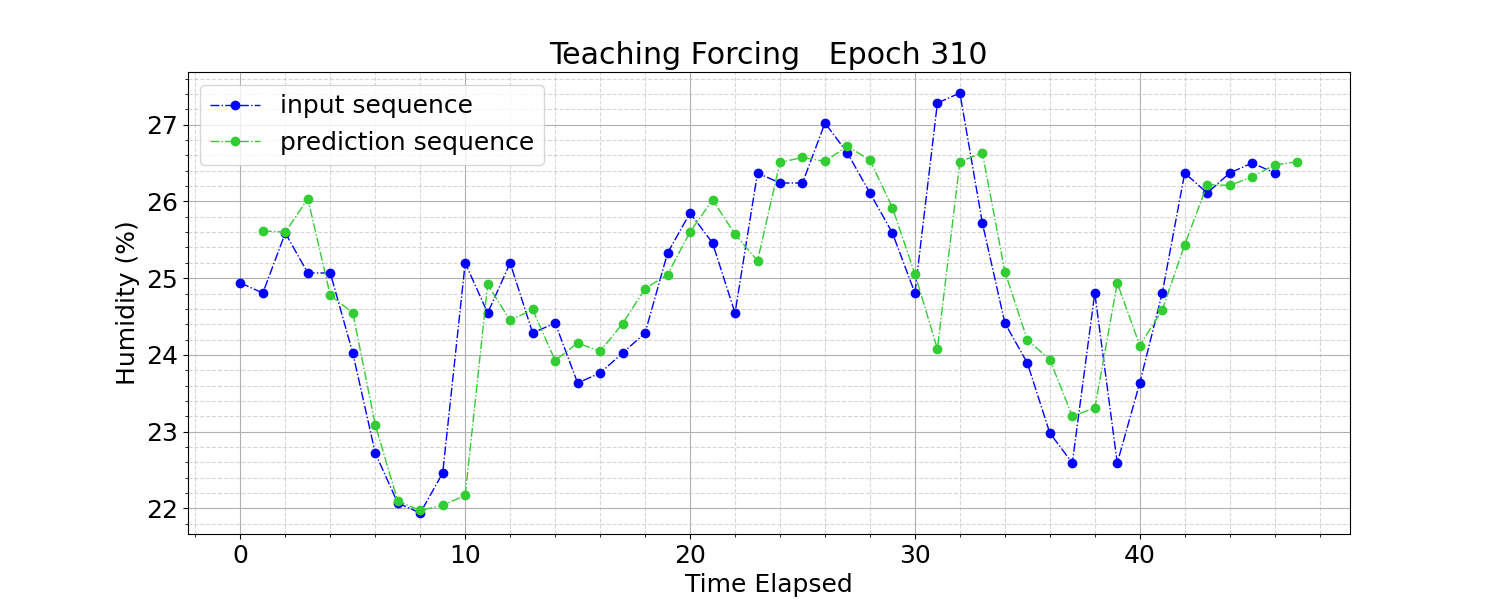 Teaching Forcing   Epoch 310
input sequence
prediction sequence
Humidity (%)
27
26
25
24
23
22
0 10 20 30 40
Time Elapsed